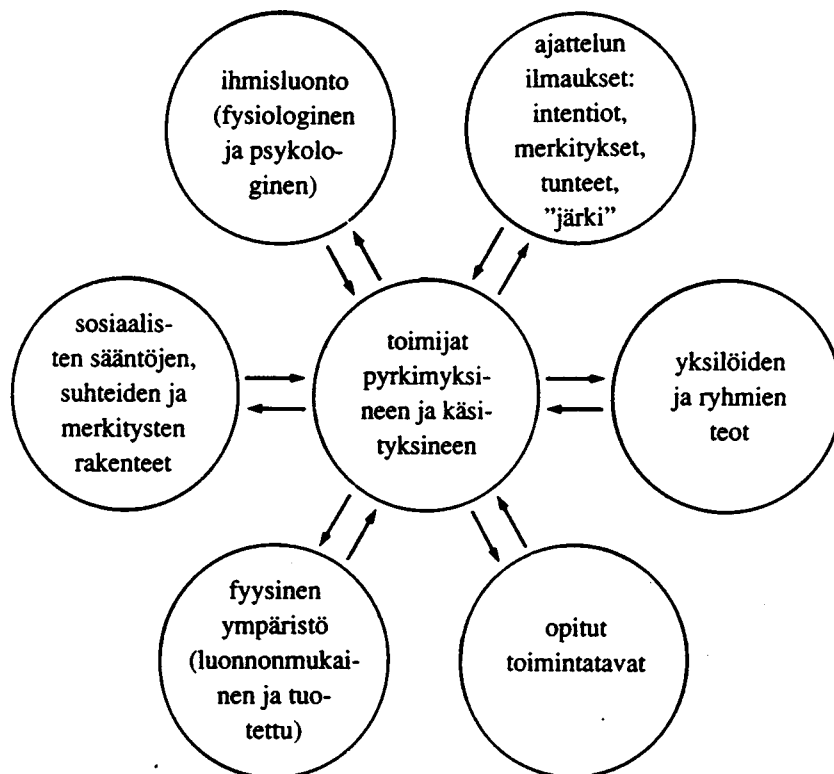 ihmisluonto
(fysiologinen
ja psykolo-
ginen)
ajattelun
ilmaukset:
intentiot,
merkitykset,
tunteet,
”järki”
sosiaalis-
ten sääntöjen,
suhteiden ja
merkitysten
rakenteet
toimijat
pyrkimyksi-
neen ja käsi-
tyksineen
yksilöiden
ja ryhmien
teot
fyysinen
ympäristö
(luonnonmukai-
nen ja tuo-
tettu)
opitut
toimintatavat